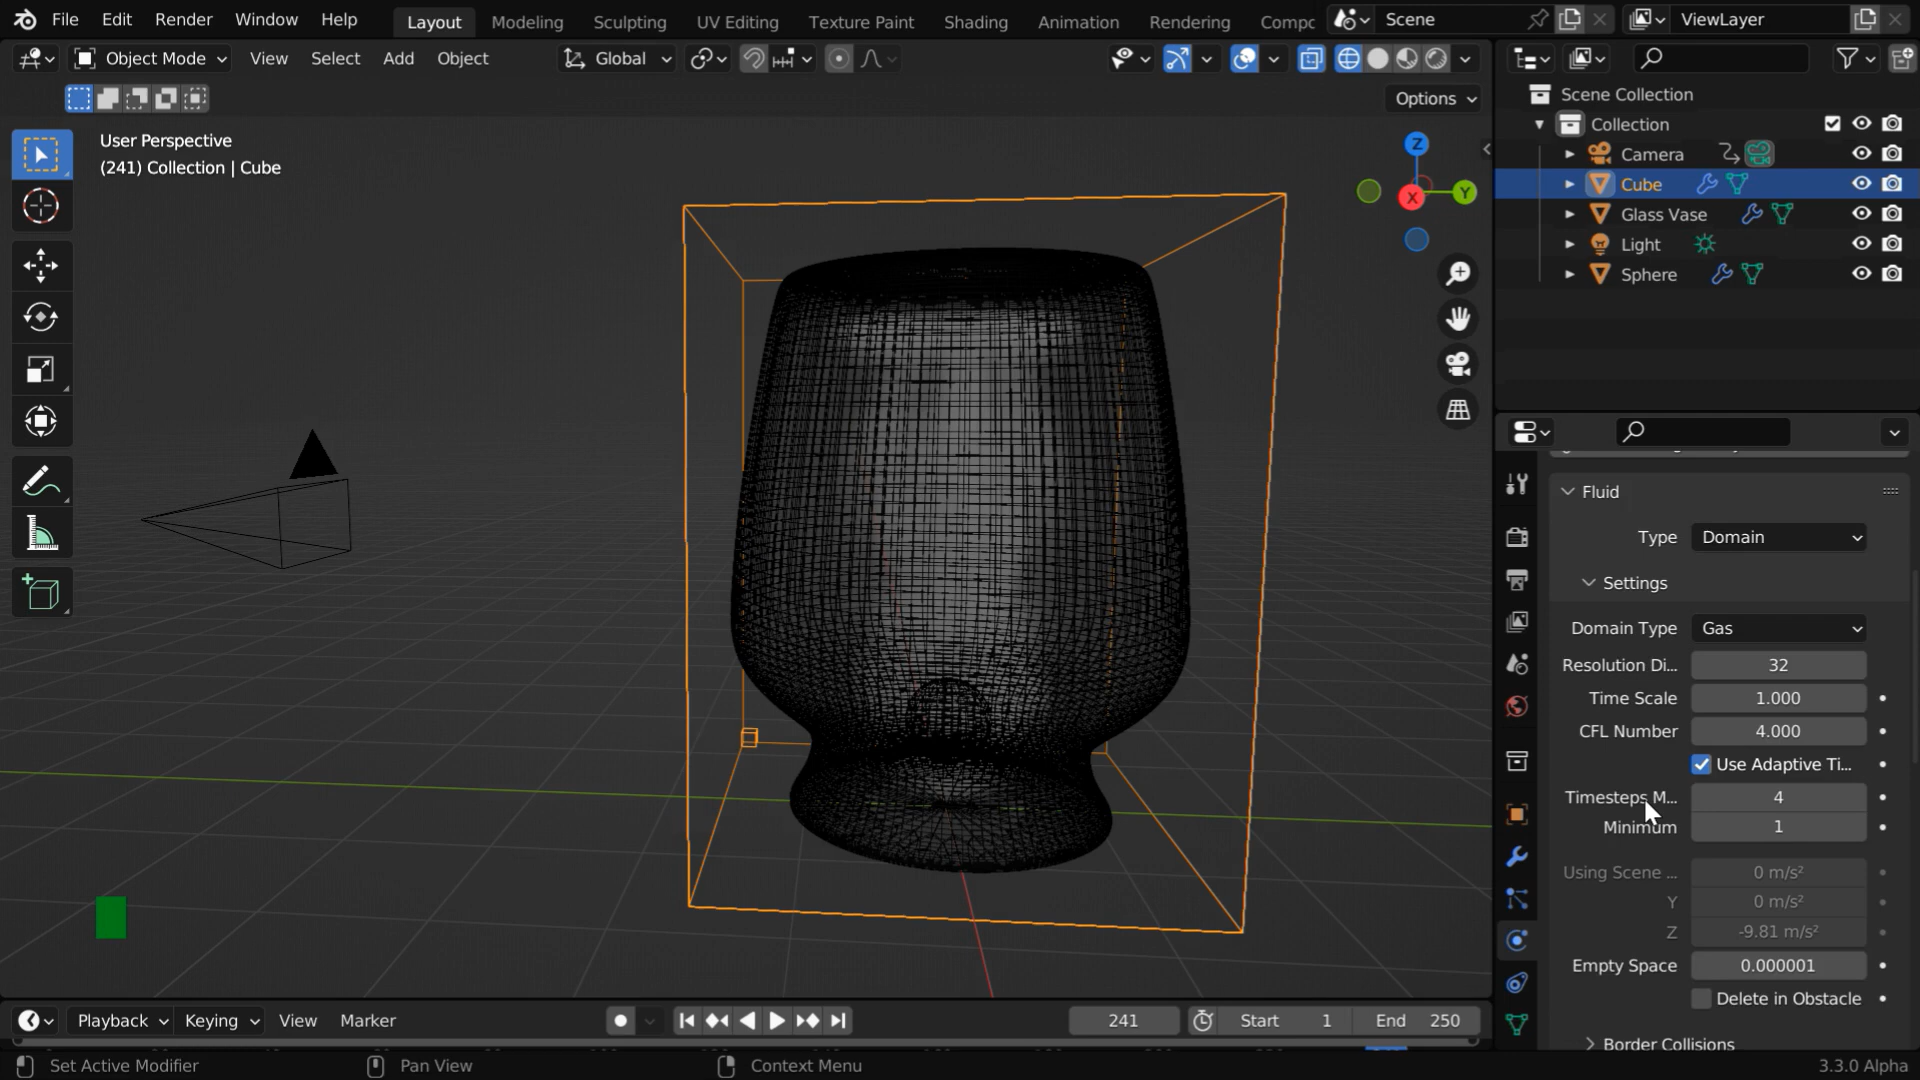 File Edit Render Window Help Layout Modeling Sculpting UV Editing Texture Paint Shading Animation Rendering Compc Scene ViewLayer
Object Mode View Select Add Object Global
Options
User Perspective
(241) Collection | Cube
Z
Y
X
Scene Collection
Collection
Camera
Cube
Glass Vase
Light
Sphere
Fluid
Type Domain
Settings
Domain Type Gas
Resolution Di... 32
Time Scale 1.000
CFL Number 4.000
Use Adaptive Ti...
Timesteps M... 4
Minimum 1
Using Scene ... 0 m/s²
Y 0 m/s²
Z -9.81 m/s²
Empty Space 0.000001
Delete in Obstacle
Border Collisions
Playback Keying View Marker 241 Start 1 End 250
Set Active Modifier Pan View Context Menu 3.3.0 Alpha